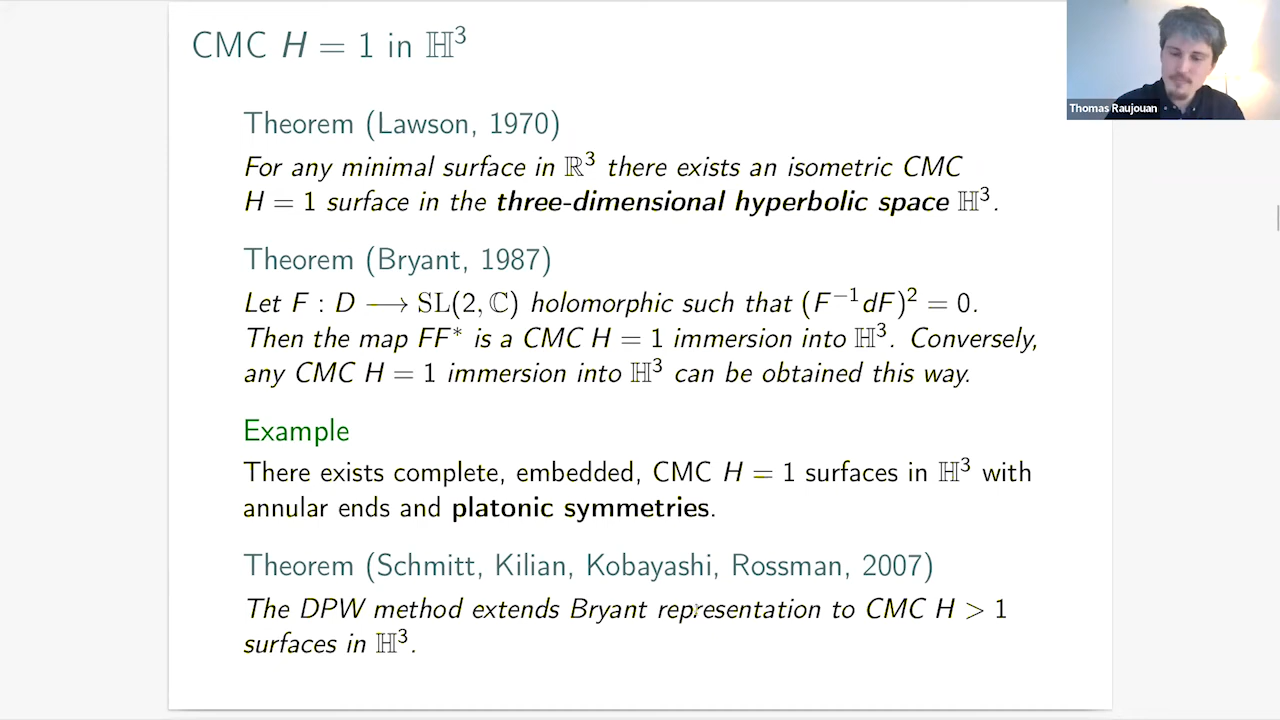 CMC H = 1 in ℍ³
Thomas Raujouan
Theorem (Lawson, 1970)
For any minimal surface in ℝ³ there exists an isometric CMC
H = 1 surface in the three-dimensional hyperbolic space ℍ³.
Theorem (Bryant, 1987)
Let F : D ⟶ SL(2, ℂ) holomorphic such that (F⁻¹dF)² = 0.
Then the map FF* is a CMC H = 1 immersion into ℍ³. Conversely,
any CMC H = 1 immersion into ℍ³ can be obtained this way.
Example
There exists complete, embedded, CMC H = 1 surfaces in ℍ³ with
annular ends and platonic symmetries.
Theorem (Schmitt, Kilian, Kobayashi, Rossman, 2007)
The DPW method extends Bryant representation to CMC H > 1
surfaces in ℍ³.